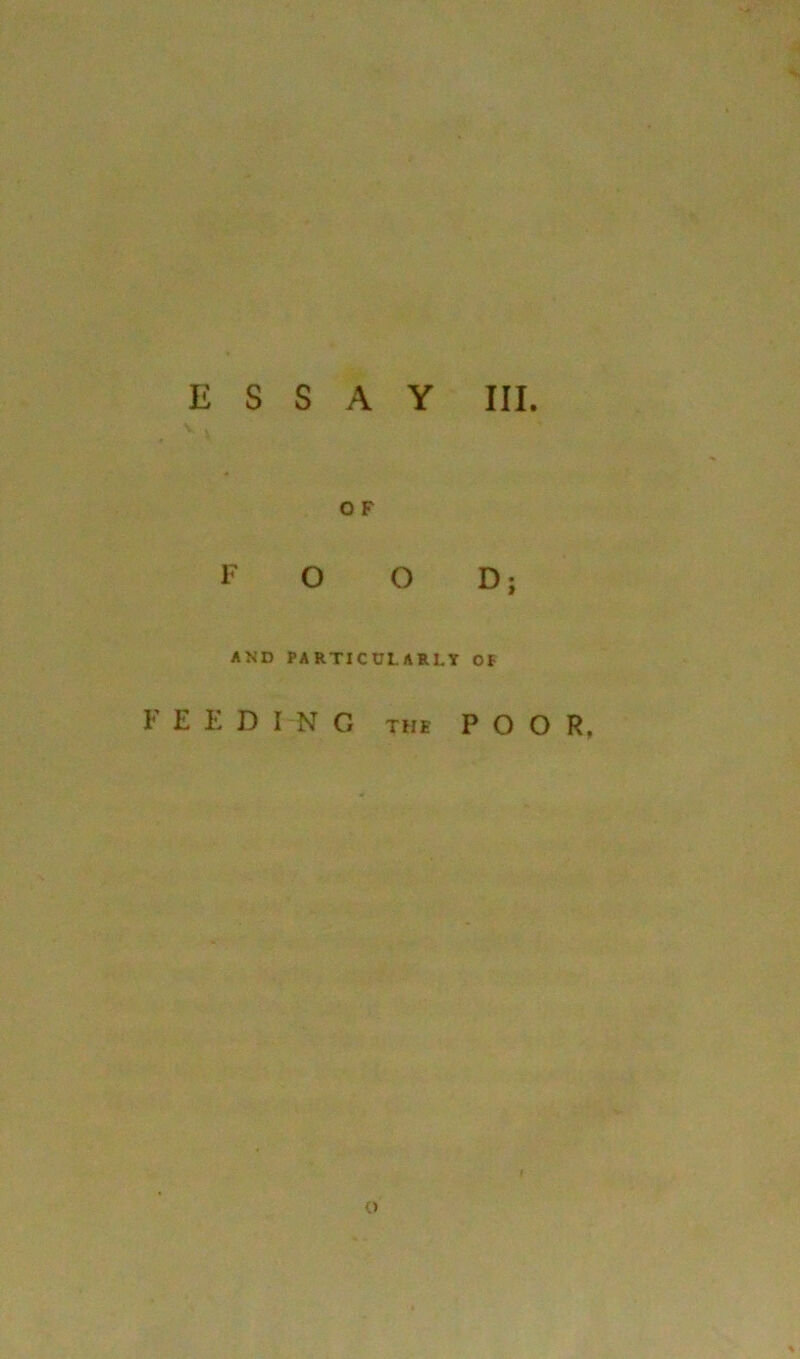 ESSAY III.
OF
FOOD;
AND PARTICULARLY OF
FEEDING THE POOR,
O